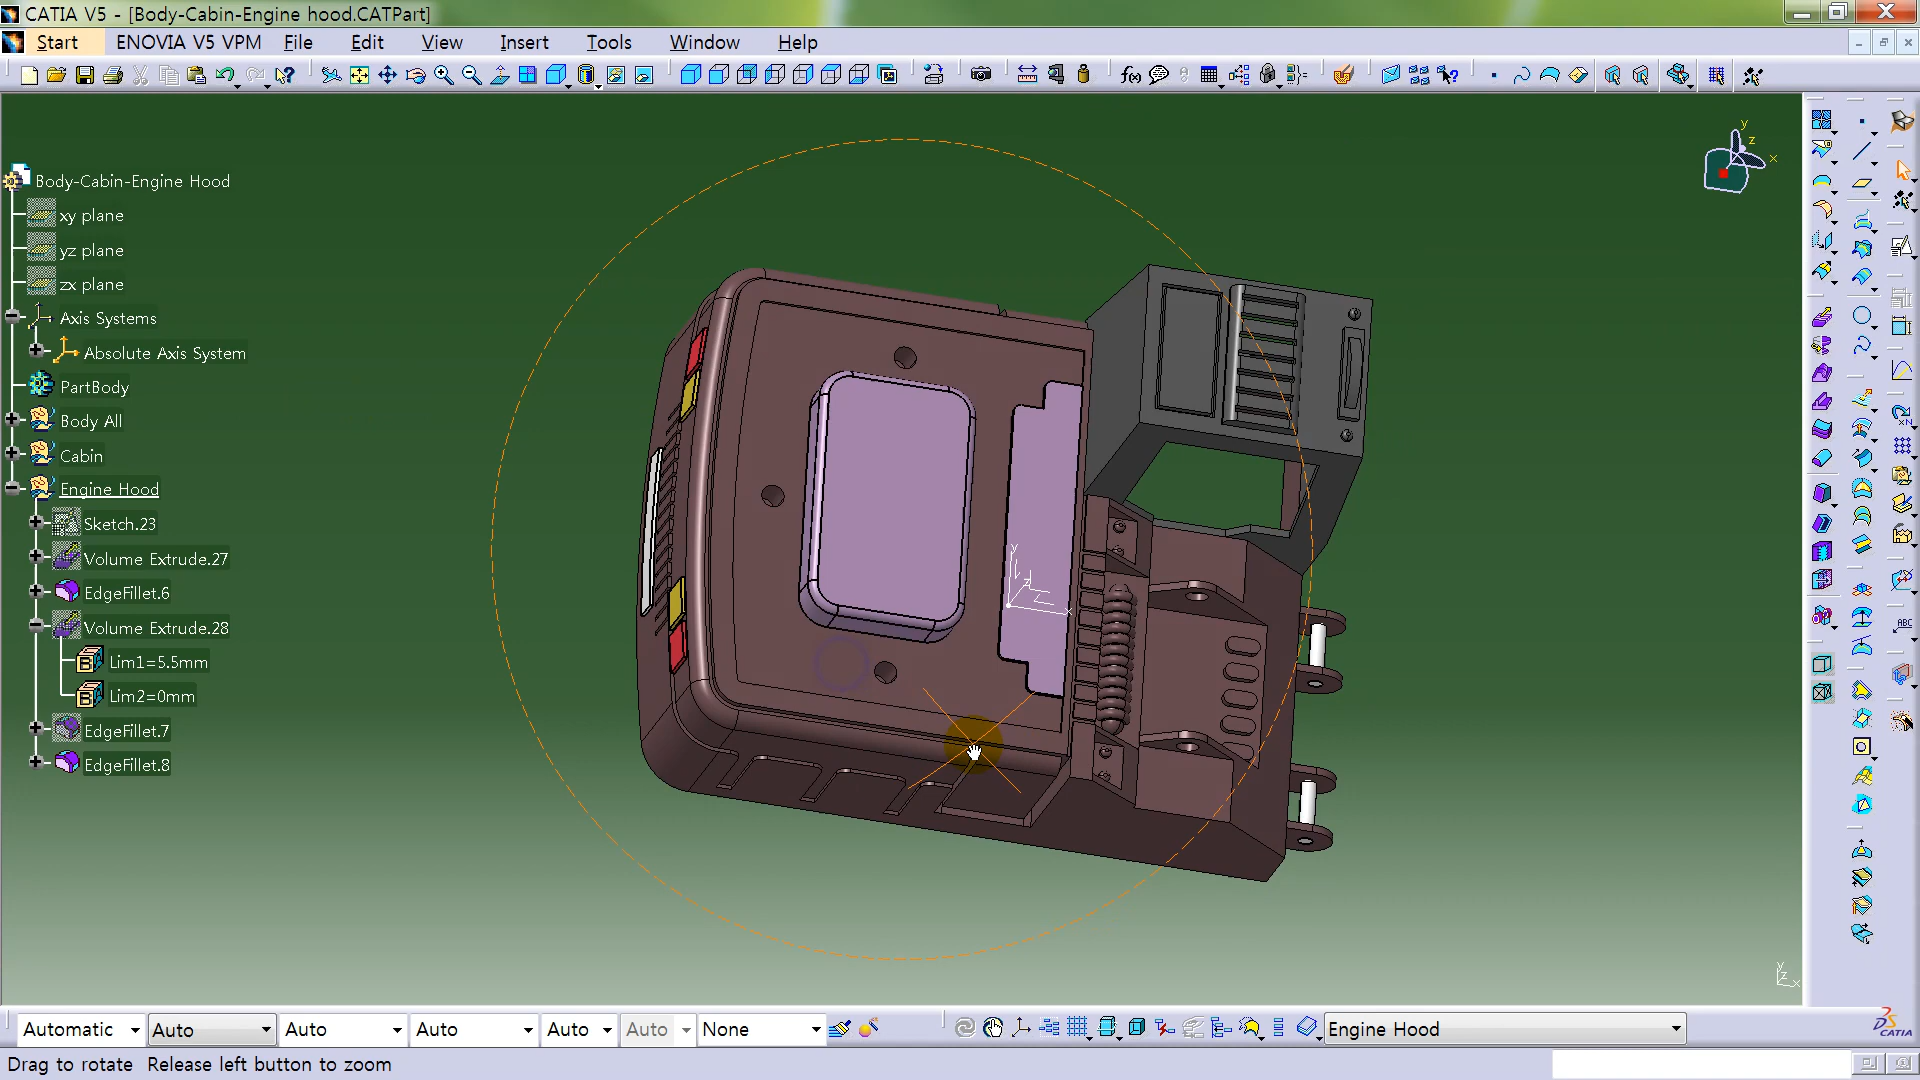 CATIA V5 - [Body-Cabin-Engine hood.CATPart]
Start ENOVIA V5 VPM File Edit View Insert Tools Window Help
Body-Cabin-Engine Hood
xy plane
yz plane
zx plane
Axis Systems
Absolute Axis System
PartBody
Body All
Cabin
Engine Hood
Sketch.23
Volume Extrude.27
EdgeFillet.6
Volume Extrude.28
Lim1=5.5mm
Lim2=0mm
EdgeFillet.7
EdgeFillet.8
y
z
x
y
z
x
y
z
x
ABC
Automatic Auto Auto Auto Auto Auto None Engine Hood
CATIA
Drag to rotate Release left button to zoom